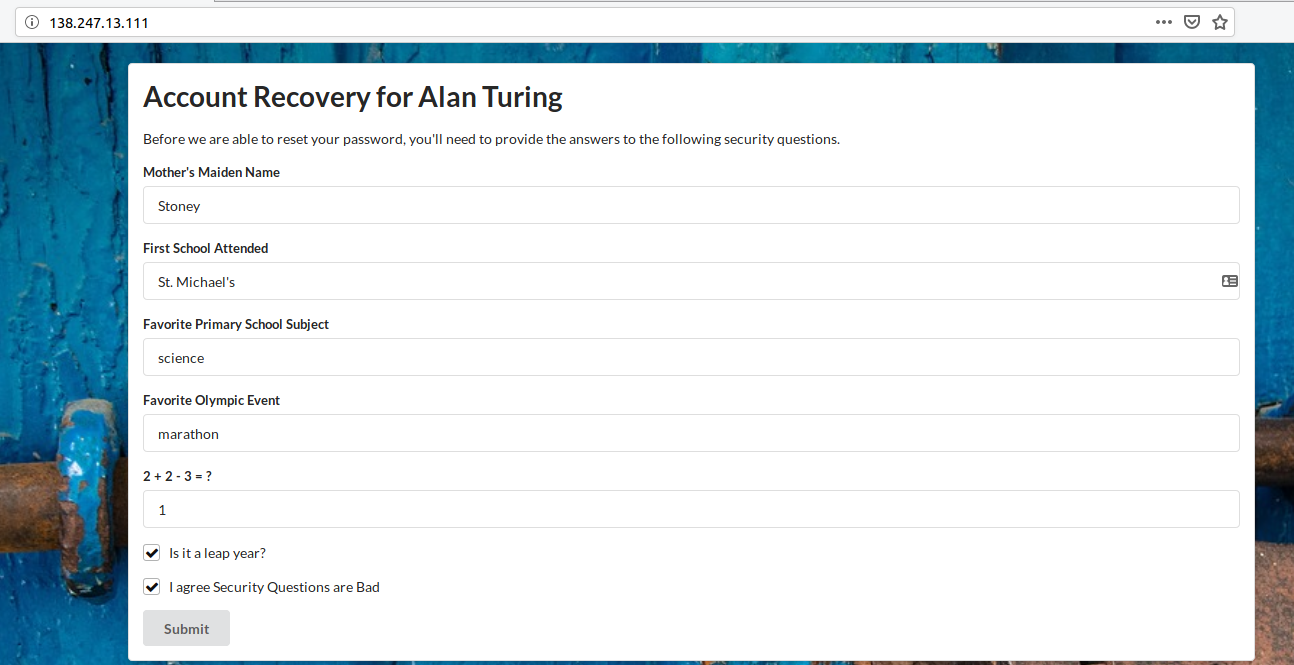 138.247.13.111
Account Recovery for Alan Turing
Before we are able to reset your password, you'll need to provide the answers to the following security questions.
Mother's Maiden Name
Stoney
First School Attended
St. Michael's
Favorite Primary School Subject
science
Favorite Olympic Event
marathon
2 + 2 - 3 = ?
1
Is it a leap year?
I agree Security Questions are Bad
Submit